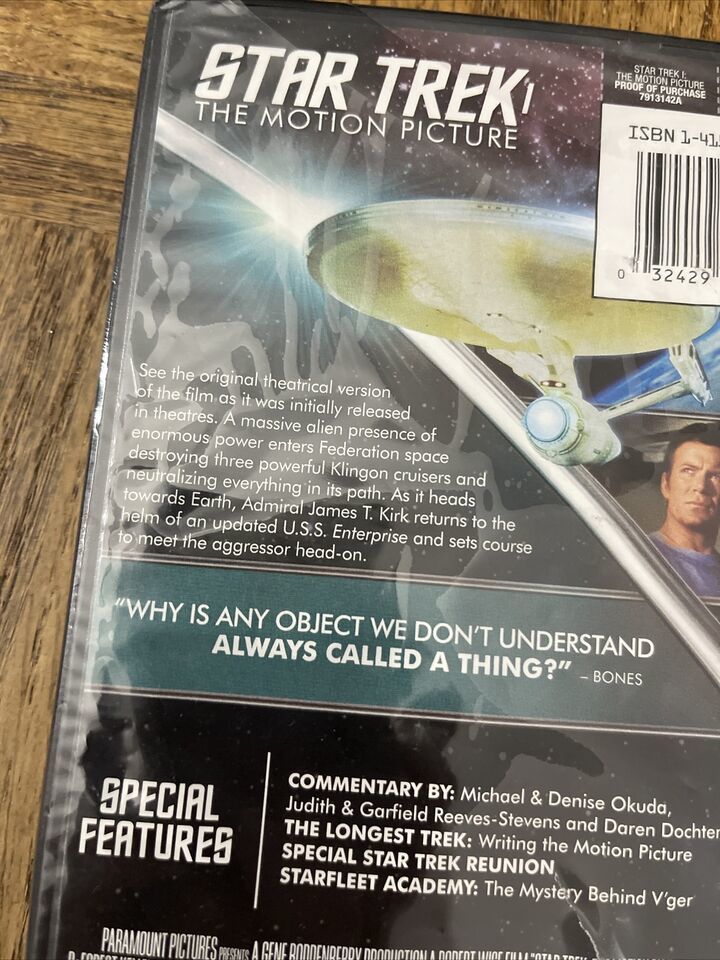 STAR TREK I
THE MOTION PICTURE
STAR TREK I:
THE MOTION PICTURE
PROOF OF PURCHASE
7913142A
ISBN 1-41
0 32429
See the original theatrical version
of the film as it was initially released
in theatres. A massive alien presence of
enormous power enters Federation space
destroying three powerful Klingon cruisers and
neutralizing everything in its path. As it heads
towards Earth, Admiral James T. Kirk returns to the
helm of an updated U.S.S. Enterprise and sets course
to meet the aggressor head-on.
"WHY IS ANY OBJECT WE DON'T UNDERSTAND
ALWAYS CALLED A THING?" – BONES
SPECIAL
FEATURES
COMMENTARY BY: Michael & Denise Okuda,
Judith & Garfield Reeves-Stevens and Daren Dochter
THE LONGEST TREK: Writing the Motion Picture
SPECIAL STAR TREK REUNION
STARFLEET ACADEMY: The Mystery Behind V'ger
PARAMOUNT PICTURES PRESENTS A GENE RODDENBERRY PRODUCTION A ROBERT WISE FILM "STAR TREK